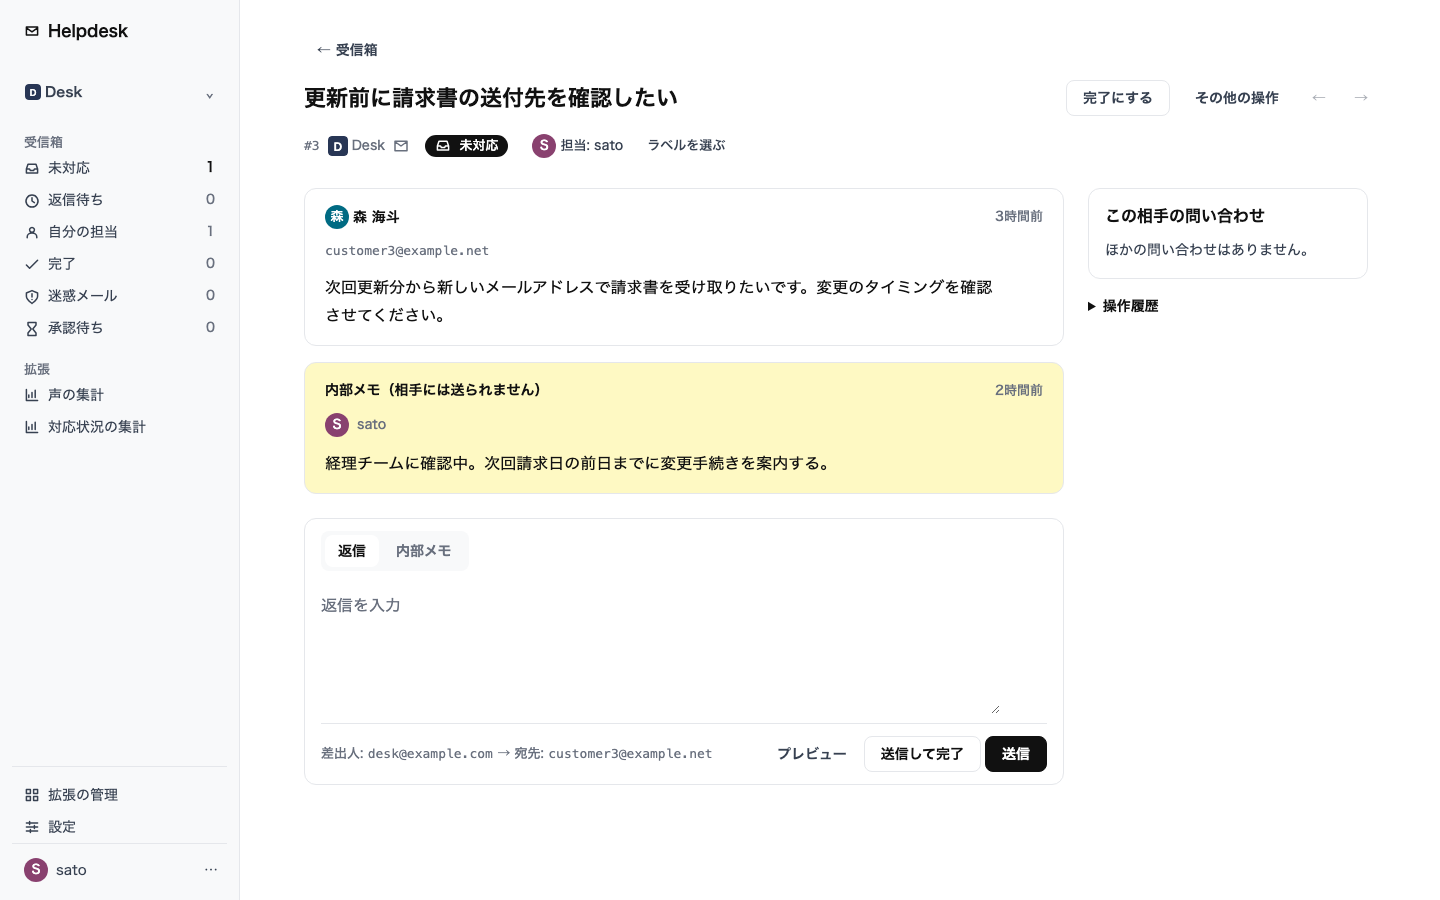 Helpdesk
D Desk
受信箱
未対応 1
返信待ち 0
自分の担当 1
完了 0
迷惑メール 0
承認待ち 0
拡張
声の集計
対応状況の集計
拡張の管理
設定
S sato …
← 受信箱
更新前に請求書の送付先を確認したい
完了にする その他の操作 ← →
#3 D Desk 未対応 S 担当: sato ラベルを選ぶ
森 森 海斗 3時間前
customer3@example.net
次回更新分から新しいメールアドレスで請求書を受け取りたいです。変更のタイミングを確認
させてください。
内部メモ（相手には送られません） 2時間前
S sato
経理チームに確認中。次回請求日の前日までに変更手続きを案内する。
返信 内部メモ
返信を入力
差出人: desk@example.com → 宛先: customer3@example.net プレビュー 送信して完了 送信
この相手の問い合わせ
ほかの問い合わせはありません。
▶ 操作履歴